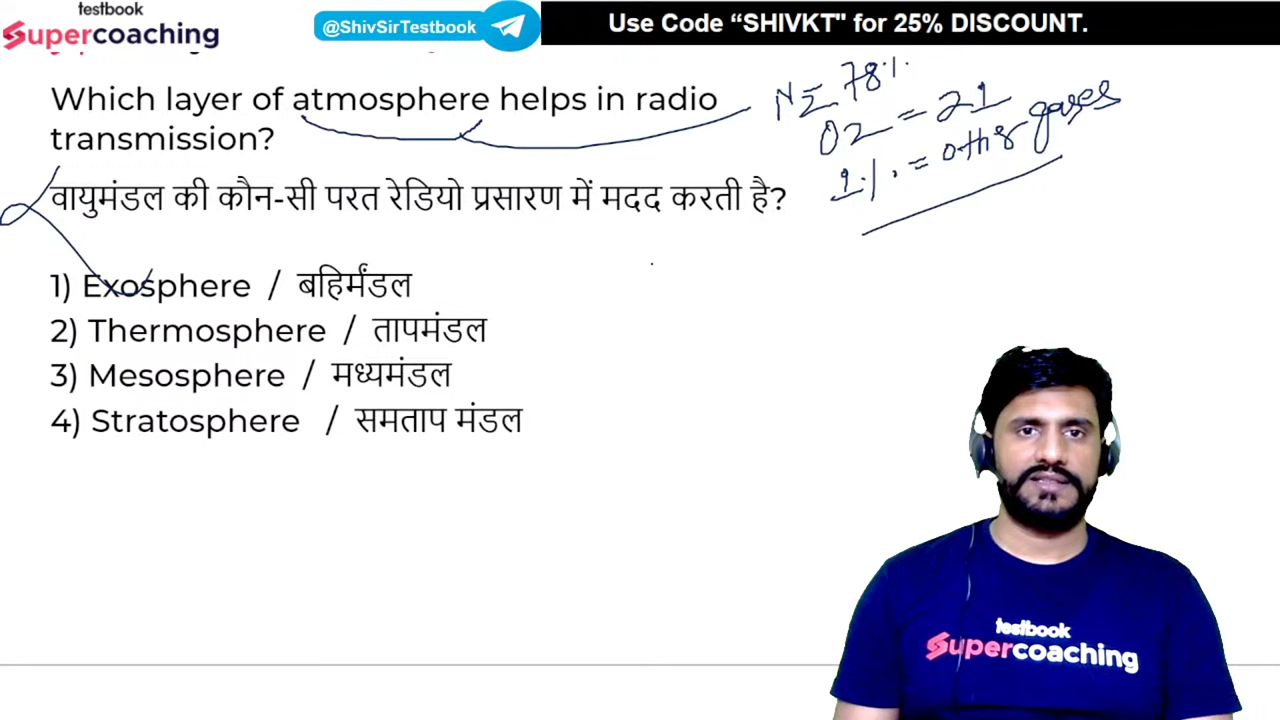 testbook
Supercoaching
@ShivSirTestbook
Use Code “SHIVKT" for 25% DISCOUNT.
Which layer of atmosphere helps in radio
transmission?
वायुमंडल की कौन-सी परत रेडियो प्रसारण में मदद करती है?
1) Exosphere / बहिर्मंडल
2) Thermosphere / तापमंडल
3) Mesosphere / मध्यमंडल
4) Stratosphere / समताप मंडल
N2 78%
O2 = 21
1% = other gases
testbook
Supercoaching